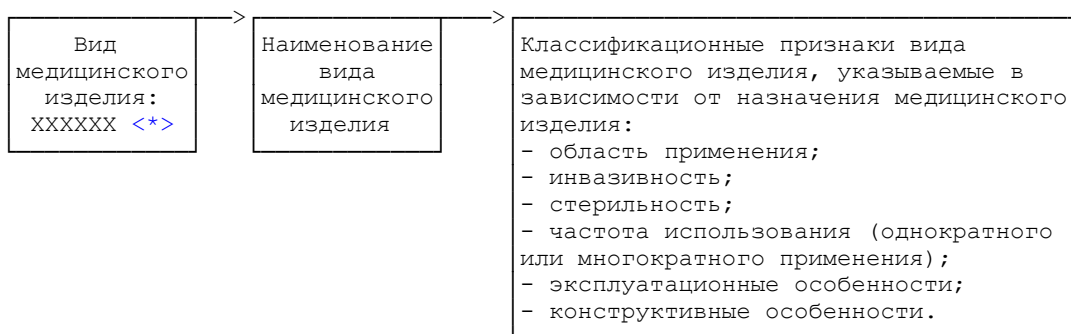 Вид
медицинского
изделия:
XXXXXX <*>
Наименование
вида
медицинского
изделия
Классификационные признаки вида
медицинского изделия, указываемые в
зависимости от назначения медицинского
изделия:
- область применения;
- инвазивность;
- стерильность;
- частота использования (однократного
или многократного применения);
- эксплуатационные особенности;
- конструктивные особенности.